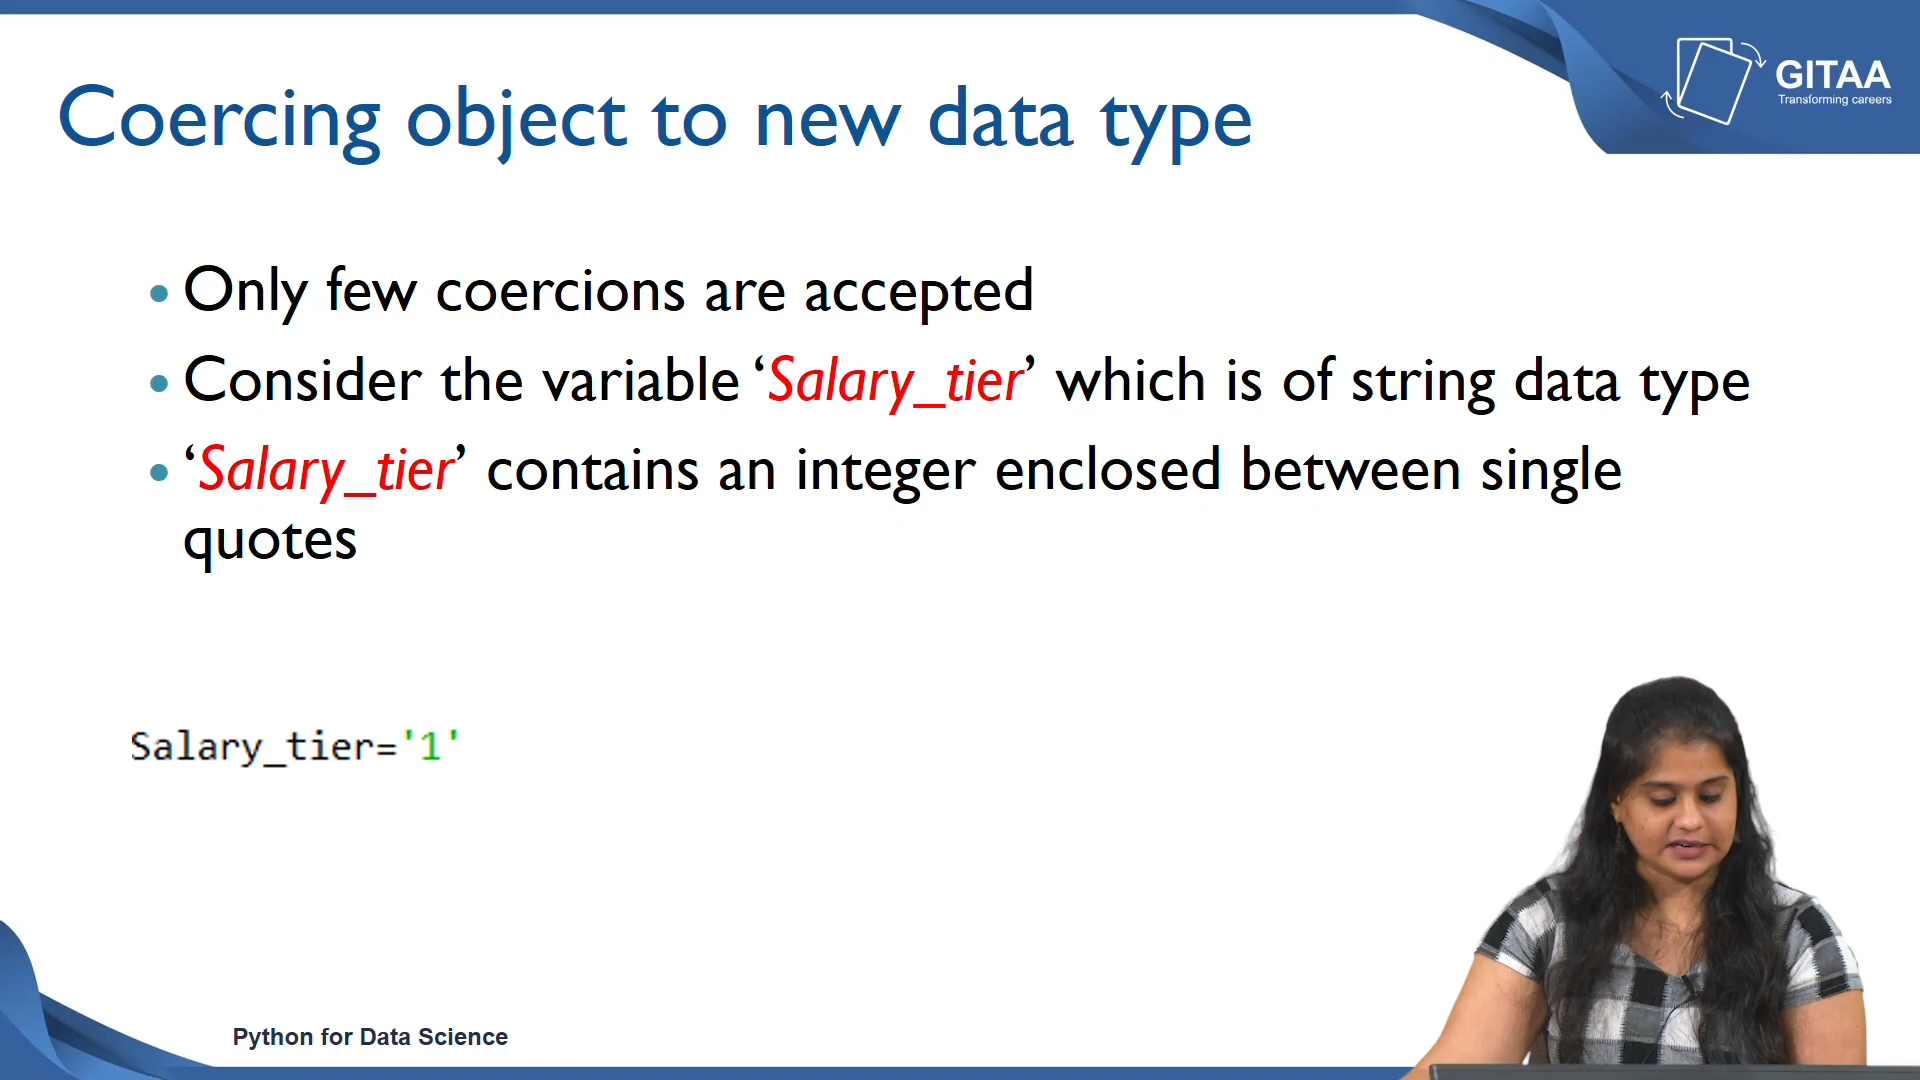 GITAA
Transforming careers
Coercing object to new data type
• Only few coercions are accepted
• Consider the variable ‘Salary_tier’ which is of string data type
• ‘Salary_tier’ contains an integer enclosed between single
quotes
Salary_tier='1'
Python for Data Science